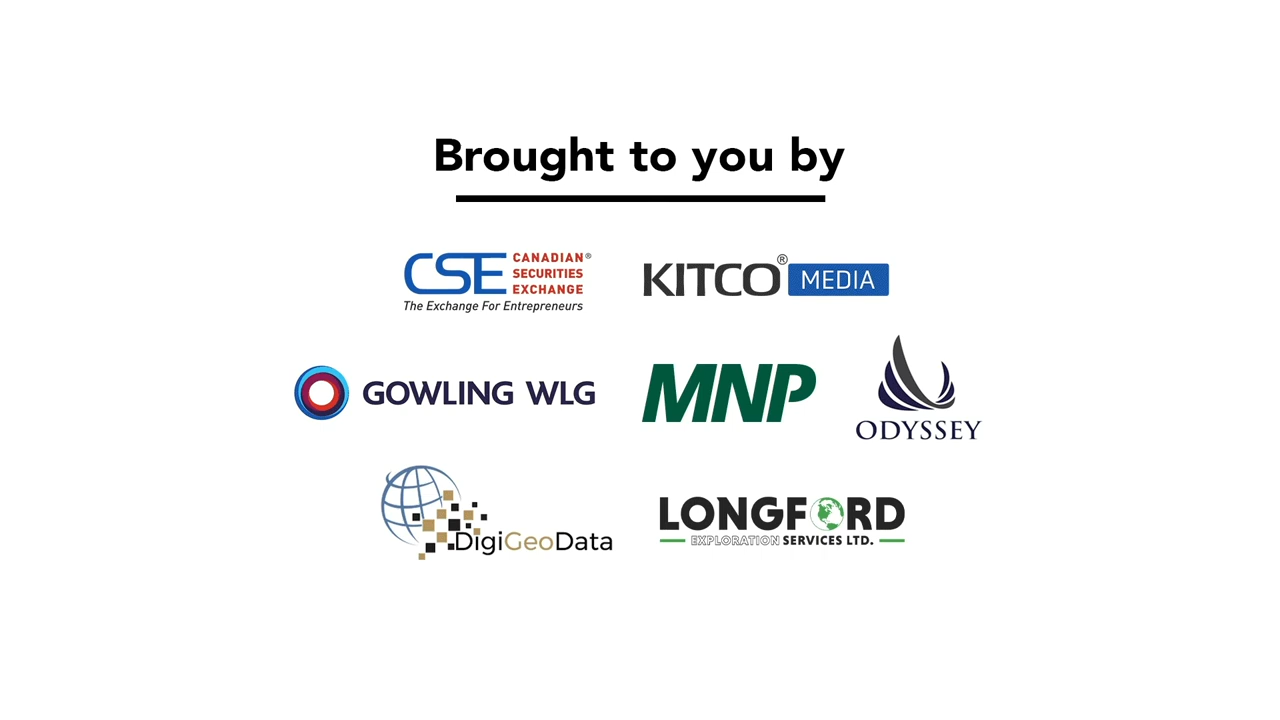 Brought to you by
CSE CANADIAN®
SECURITIES
EXCHANGE
The Exchange For Entrepreneurs
KITCO® MEDIA
GOWLING WLG
MNP
ODYSSEY
DigiGeoData
LONGFORD
EXPLORATION SERVICES LTD.